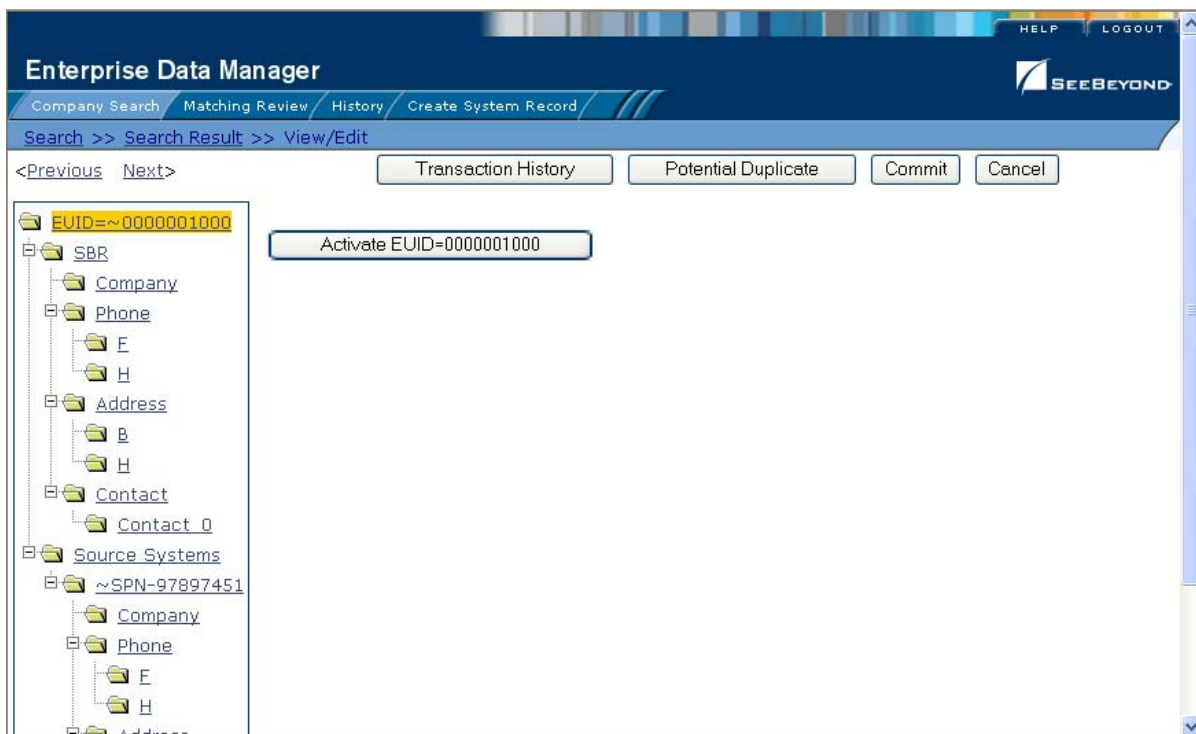 HELP LOGOUT
Enterprise Data Manager
SEEBEYOND
Company Search Matching Review History Create System Record
Search >> Search Result >> View/Edit
<Previous Next> Transaction History Potential Duplicate Commit Cancel
EUID=~0000001000
Activate EUID=0000001000
SBR
Company
Phone
F
H
Address
B
H
Contact
Contact_0
Source Systems
~SPN-97897451
Company
Phone
F
H
Address